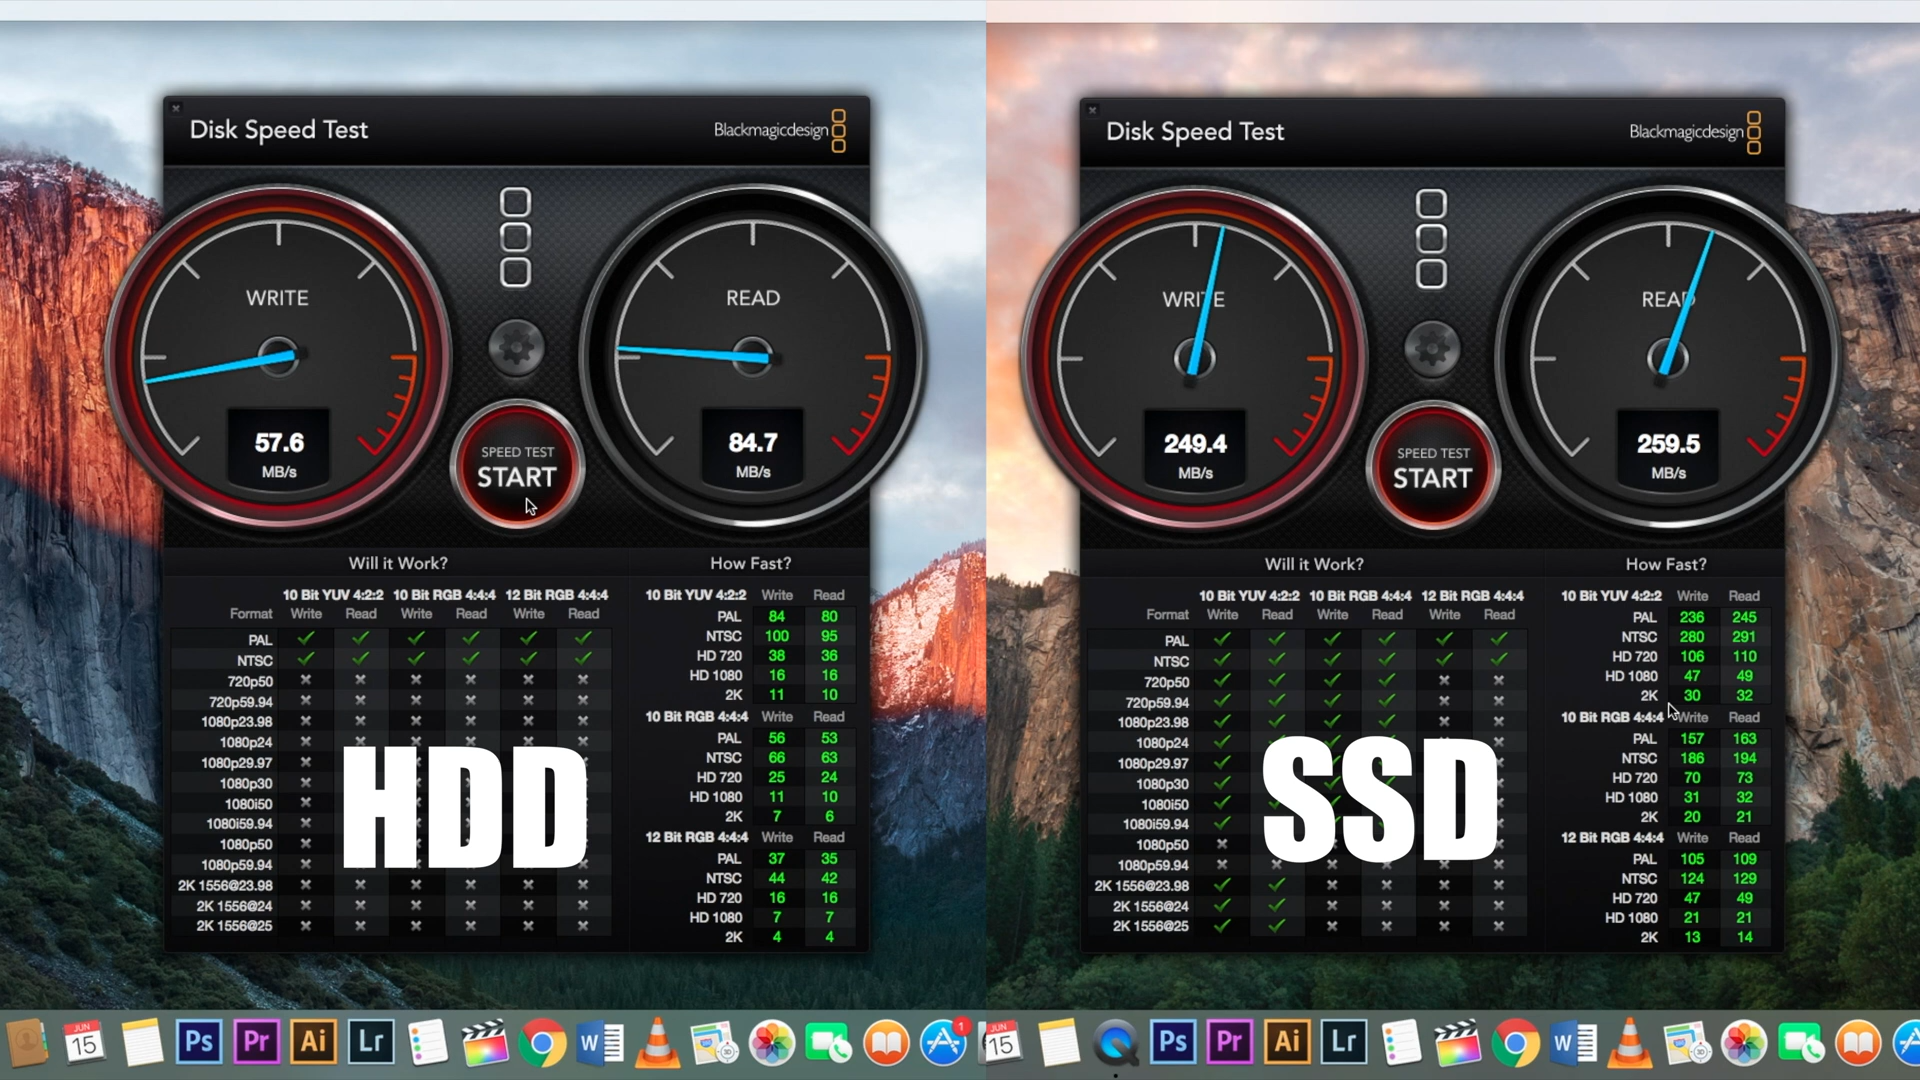 Disk Speed Test
Blackmagicdesign
WRITE
READ
57.6
MB/s
84.7
MB/s
SPEED TEST
START
Will it Work?
How Fast?
10 Bit YUV 4:2:2 10 Bit RGB 4:4:4 12 Bit RGB 4:4:4
Format Write Read Write Read Write Read
PAL
NTSC
720p50
720p59.94
1080p23.98
1080p24
1080p29.97
1080p30
1080i50
1080i59.94
1080p50
1080p59.94
2K 1556@23.98
2K 1556@24
2K 1556@25
10 Bit YUV 4:2:2 Write Read
PAL 84 80
NTSC 100 95
HD 720 38 36
HD 1080 16 16
2K 11 10
10 Bit RGB 4:4:4 Write Read
PAL 56 53
NTSC 66 63
HD 720 25 24
HD 1080 11 10
2K 7 6
12 Bit RGB 4:4:4 Write Read
PAL 37 35
NTSC 44 42
HD 720 16 16
HD 1080 7 7
2K 4 4
HDD
JUN
15
Ps
Pr
Ai
Lr
W
3D
1
Disk Speed Test
Blackmagicdesign
WRITE
READ
249.4
MB/s
259.5
MB/s
SPEED TEST
START
Will it Work?
How Fast?
10 Bit YUV 4:2:2 10 Bit RGB 4:4:4 12 Bit RGB 4:4:4
Format Write Read Write Read Write Read
PAL
NTSC
720p50
720p59.94
1080p23.98
1080p24
1080p29.97
1080p30
1080i50
1080i59.94
1080p50
1080p59.94
2K 1556@23.98
2K 1556@24
2K 1556@25
10 Bit YUV 4:2:2 Write Read
PAL 236 245
NTSC 280 291
HD 720 106 110
HD 1080 47 49
2K 30 32
10 Bit RGB 4:4:4 Write Read
PAL 157 163
NTSC 186 194
HD 720 70 73
HD 1080 31 32
2K 20 21
12 Bit RGB 4:4:4 Write Read
PAL 105 109
NTSC 124 129
HD 720 47 49
HD 1080 21 21
2K 13 14
SSD
JUN
15
Ps
Pr
Ai
Lr
W
3D